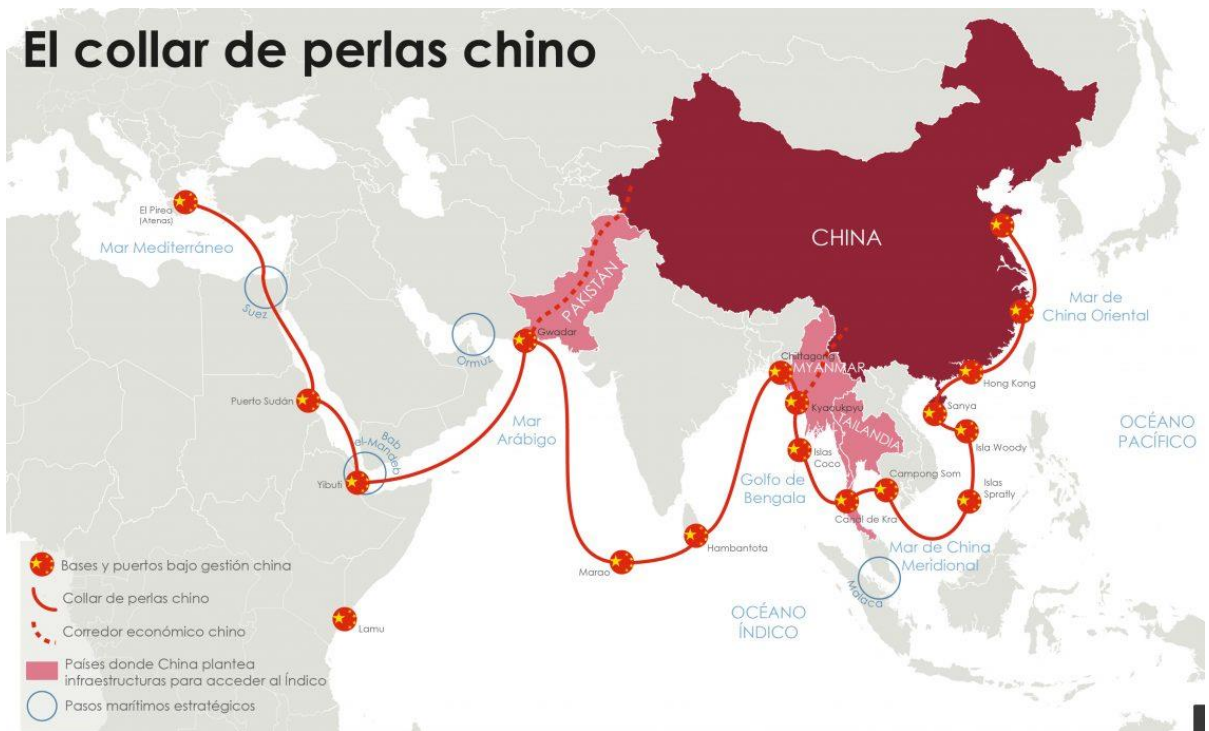 El collar de perlas chino
CHINA
El Pireo
(Atenas)
Mar Mediterráneo
Suez
Ormuz
PAKISTÁN
Gwadar
Mar de
China Oriental
Chittagong
MYANMAR
Hong Kong
Puerto Sudán
Kyaukpyu
Sanya
Mar
Arábigo
TAILANDIA
OCÉANO
PACÍFICO
Bab
el-Mandeb
Isla Woody
Islas
Coco
Yibuti
Golfo de
Bengala
Campong Som
Islas
Spratly
Canal de Kra
Hambantota
Mar de China
Meridional
Marao
Malaca
OCÉANO
ÍNDICO
Lamu
Bases y puertos bajo gestión china
Collar de perlas chino
Corredor económico chino
Países donde China plantea
infraestructuras para acceder al Índico
Pasos marítimos estratégicos